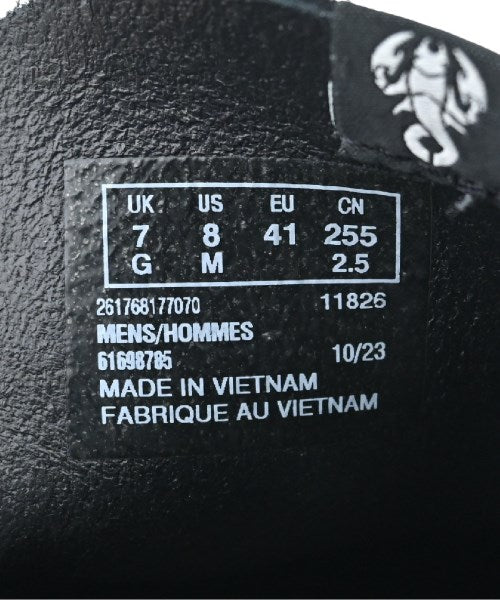 UK US EU CN
7 8 41 255
G M 2.5
261768177070 11826
MENS/HOMMES
61698785 10/23
MADE IN VIETNAM
FABRIQUE AU VIETNAM